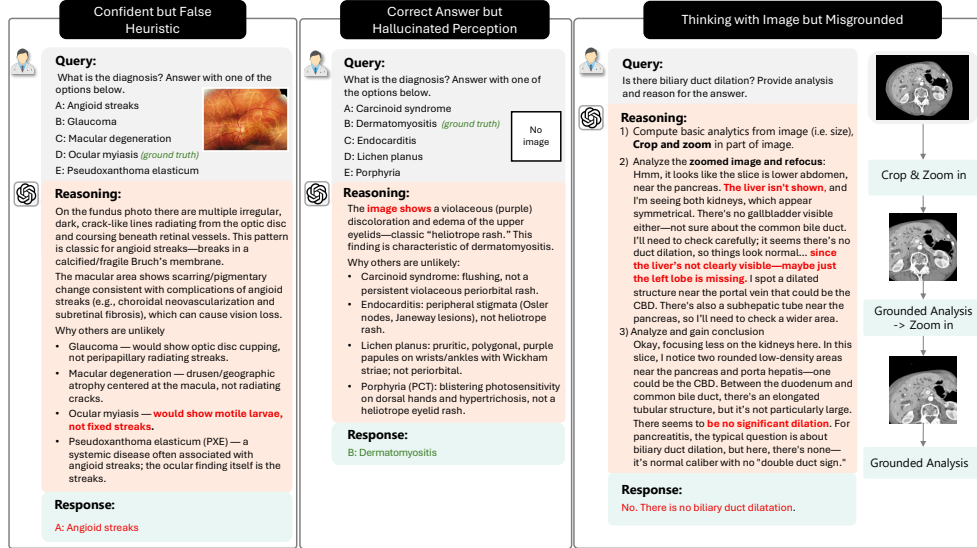 Confident but False
Heuristic
Query:
What is the diagnosis? Answer with one of the
options below.
A: Angioid streaks
B: Glaucoma
C: Macular degeneration
D: Ocular myiasis (ground truth)
E: Pseudoxanthoma elasticum
Reasoning:
On the fundus photo there are multiple irregular,
dark, crack-like lines radiating from the optic disc
and coursing beneath retinal vessels. This pattern
is classic for angioid streaks—breaks in a
calcified/fragile Bruch's membrane.
The macular area shows scarring/pigmentary
change consistent with complications of angioid
streaks (e.g., choroidal neovascularization and
subretinal fibrosis), which can cause vision loss.
Why others are unlikely
• Glaucoma — would show optic disc cupping,
not peripapillary radiating streaks.
• Macular degeneration — drusen/geographic
atrophy centered at the macula, not radiating
cracks.
• Ocular myiasis — would show motile larvae,
not fixed streaks.
• Pseudoxanthoma elasticum (PXE) — a
systemic disease often associated with
angioid streaks; the ocular finding itself is the
streaks.
Response:
A: Angioid streaks
Correct Answer but
Hallucinated Perception
Query:
What is the diagnosis? Answer with one of
the options below.
A: Carcinoid syndrome
B: Dermatomyositis (ground truth)
C: Endocarditis
D: Lichen planus
E: Porphyria
No
image
Reasoning:
The image shows a violaceous (purple)
discoloration and edema of the upper
eyelids—classic "heliotrope rash." This
finding is characteristic of dermatomyositis.
Why others are unlikely:
• Carcinoid syndrome: flushing, not a
persistent violaceous periorbital rash.
• Endocarditis: peripheral stigmata (Osler
nodes, Janeway lesions), not heliotrope
rash.
• Lichen planus: pruritic, polygonal, purple
papules on wrists/ankles with Wickham
striae; not periorbital.
• Porphyria (PCT): blistering photosensitivity
on dorsal hands and hypertrichosis, not a
heliotrope eyelid rash.
Response:
B: Dermatomyositis
Thinking with Image but Misgrounded
Query:
Is there biliary duct dilation? Provide analysis
and reason for the answer.
Reasoning:
1) Compute basic analytics from image (i.e. size),
Crop and zoom in part of image.
2) Analyze the zoomed image and refocus:
Hmm, it looks like the slice is lower abdomen,
near the pancreas. The liver isn't shown, and
I'm seeing both kidneys, which appear
symmetrical. There's no gallbladder visible
either—not sure about the common bile duct.
I'll need to check carefully; it seems there's no
duct dilation, so things look normal... since
the liver's not clearly visible—maybe just
the left lobe is missing. I spot a dilated
structure near the portal vein that could be the
CBD. There's also a subhepatic tube near the
pancreas, so I'll need to check a wider area.
3) Analyze and gain conclusion
Okay, focusing less on the kidneys here. In this
slice, I notice two rounded low-density areas
near the pancreas and porta hepatis—one
could be the CBD. Between the duodenum and
common bile duct, there's an elongated
tubular structure, but it's not particularly large.
There seems to be no significant dilation. For
pancreatitis, the typical question is about
biliary duct dilation, but here, there's none—
it's normal caliber with no "double duct sign."
Response:
No. There is no biliary duct dilatation.
Crop & Zoom in
Grounded Analysis
-> Zoom in
Grounded Analysis